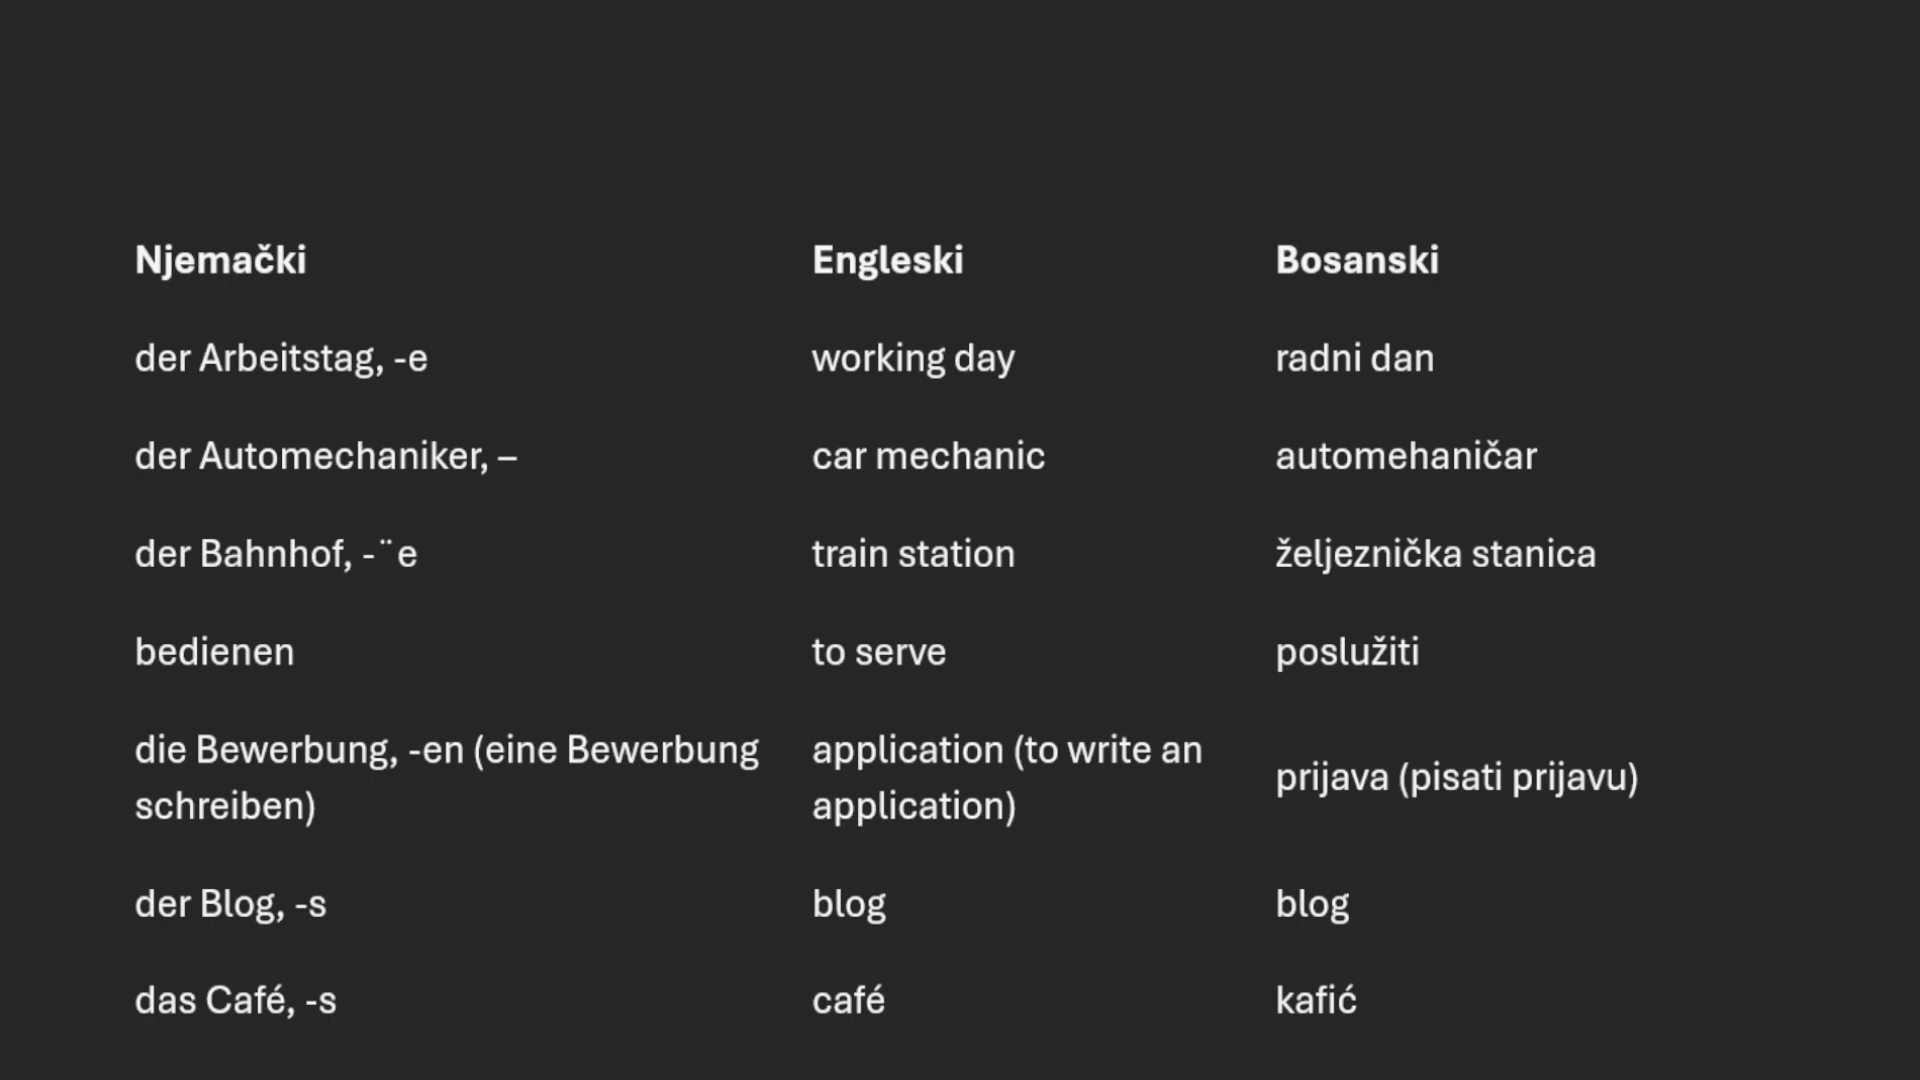 Njemački Engleski Bosanski
der Arbeitstag, -e working day radni dan
der Automechaniker, – car mechanic automehaničar
der Bahnhof, -¨e train station željeznička stanica
bedienen to serve poslužiti
die Bewerbung, -en (eine Bewerbung application (to write an
prijava (pisati prijavu)
schreiben) application)
der Blog, -s blog blog
das Café, -s café kafić